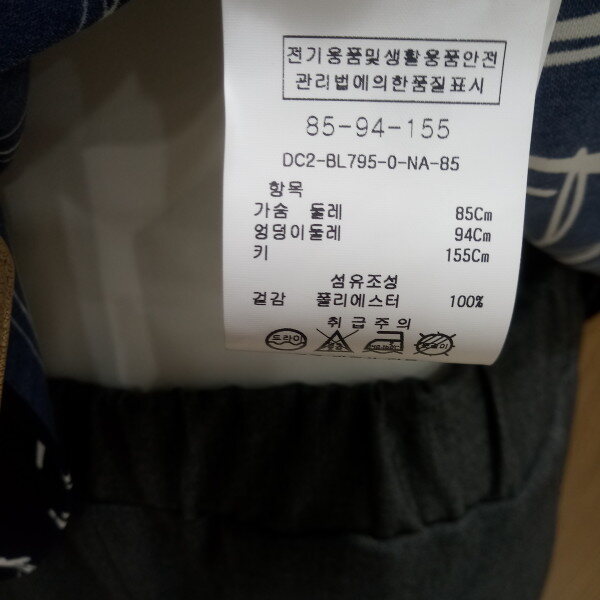 전기용품및생활용품안전
관리법에의한품질표시
85-94-155
DC2-BL795-0-NA-85
항목
가슴 둘레 85Cm
엉덩이둘레 94Cm
키 155Cm
섬유조성
겉감 폴리에스터 100%
취급주의
드라이